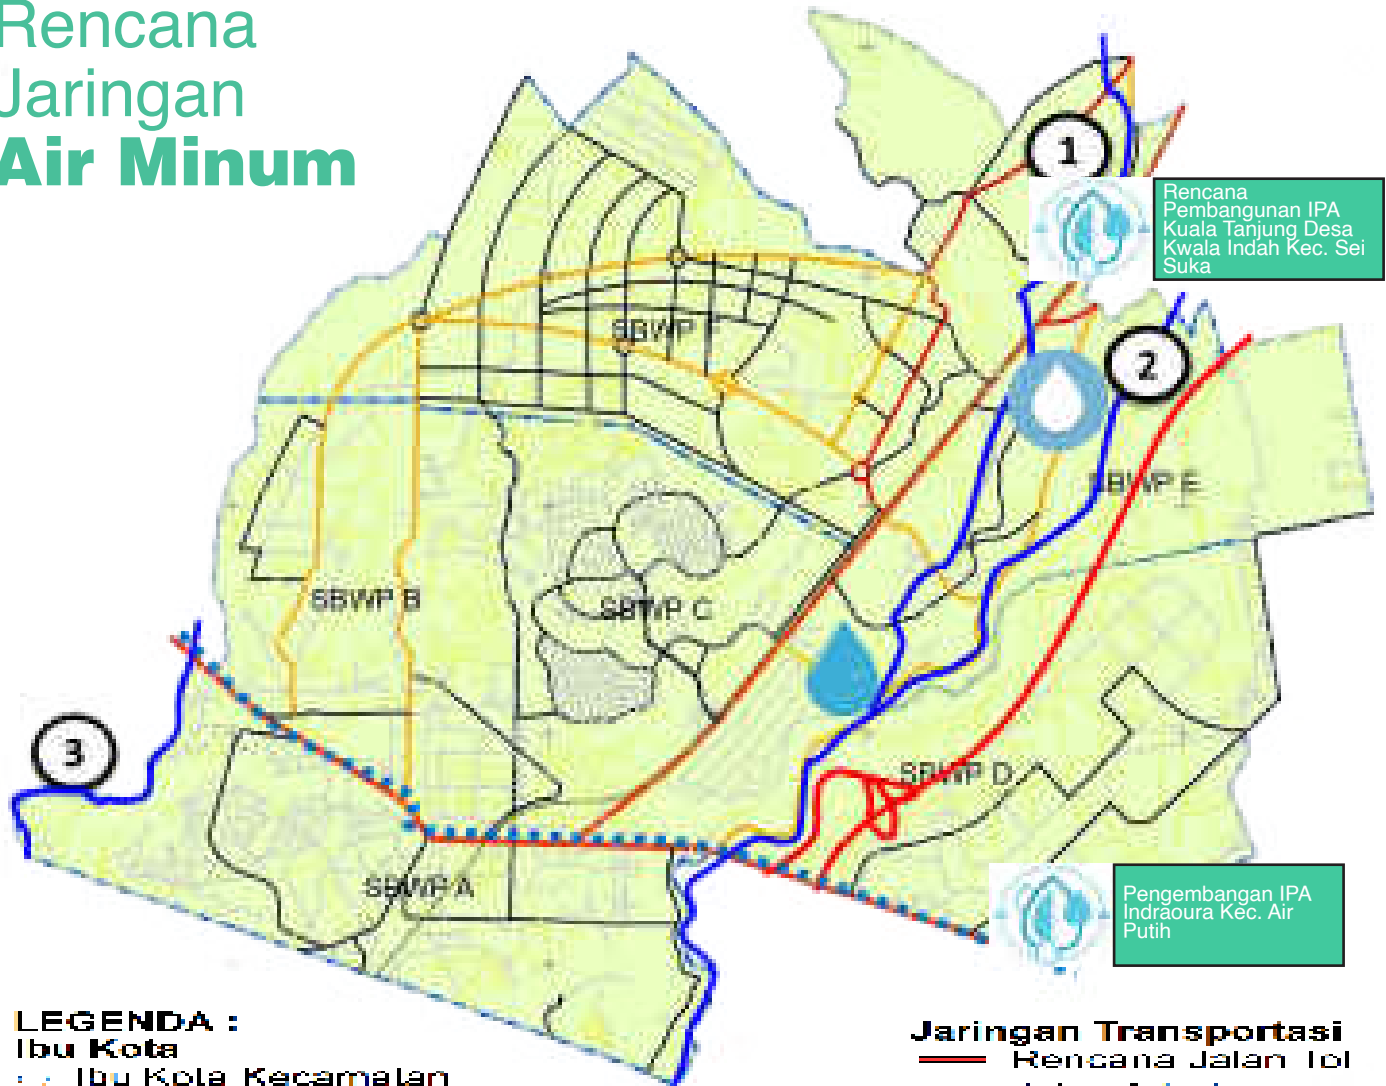 Rencana
Jaringan
Air Minum
1
Rencana
Pembangunan IPA
Kuala Tanjung Desa
Kwala Indah Kec. Sei
Suka
SBWP F
2
SBWP E
SBWP B
SBWP C
3
SBWP D
SBWP A
Pengembangan IPA
Indraoura Kec. Air
Putih
LEGENDA :
Ibu Kota
Ibu Kota Kecamatan
Jaringan Transportasi
Rencana Jalan Tol